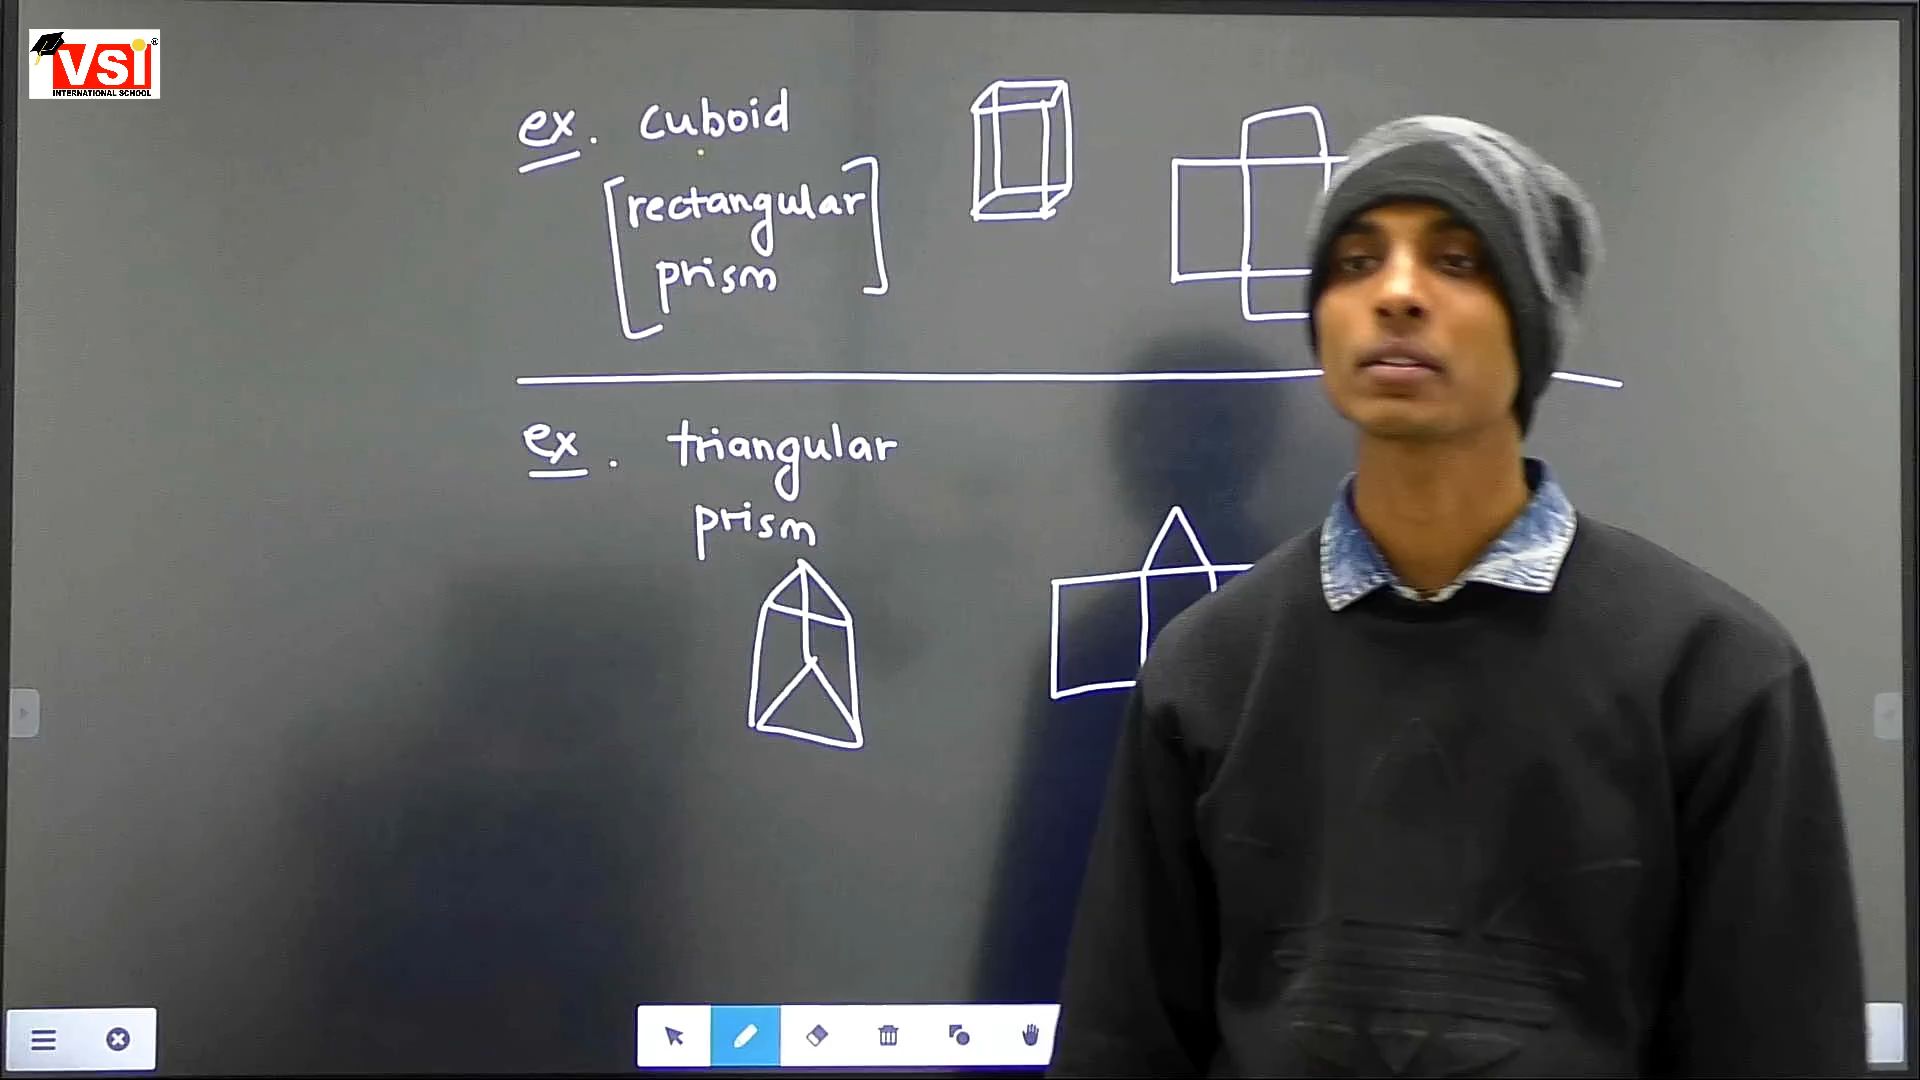 VSI
INTERNATIONAL SCHOOL
ex. cuboid
[rectangular
prism]
ex. triangular
prism